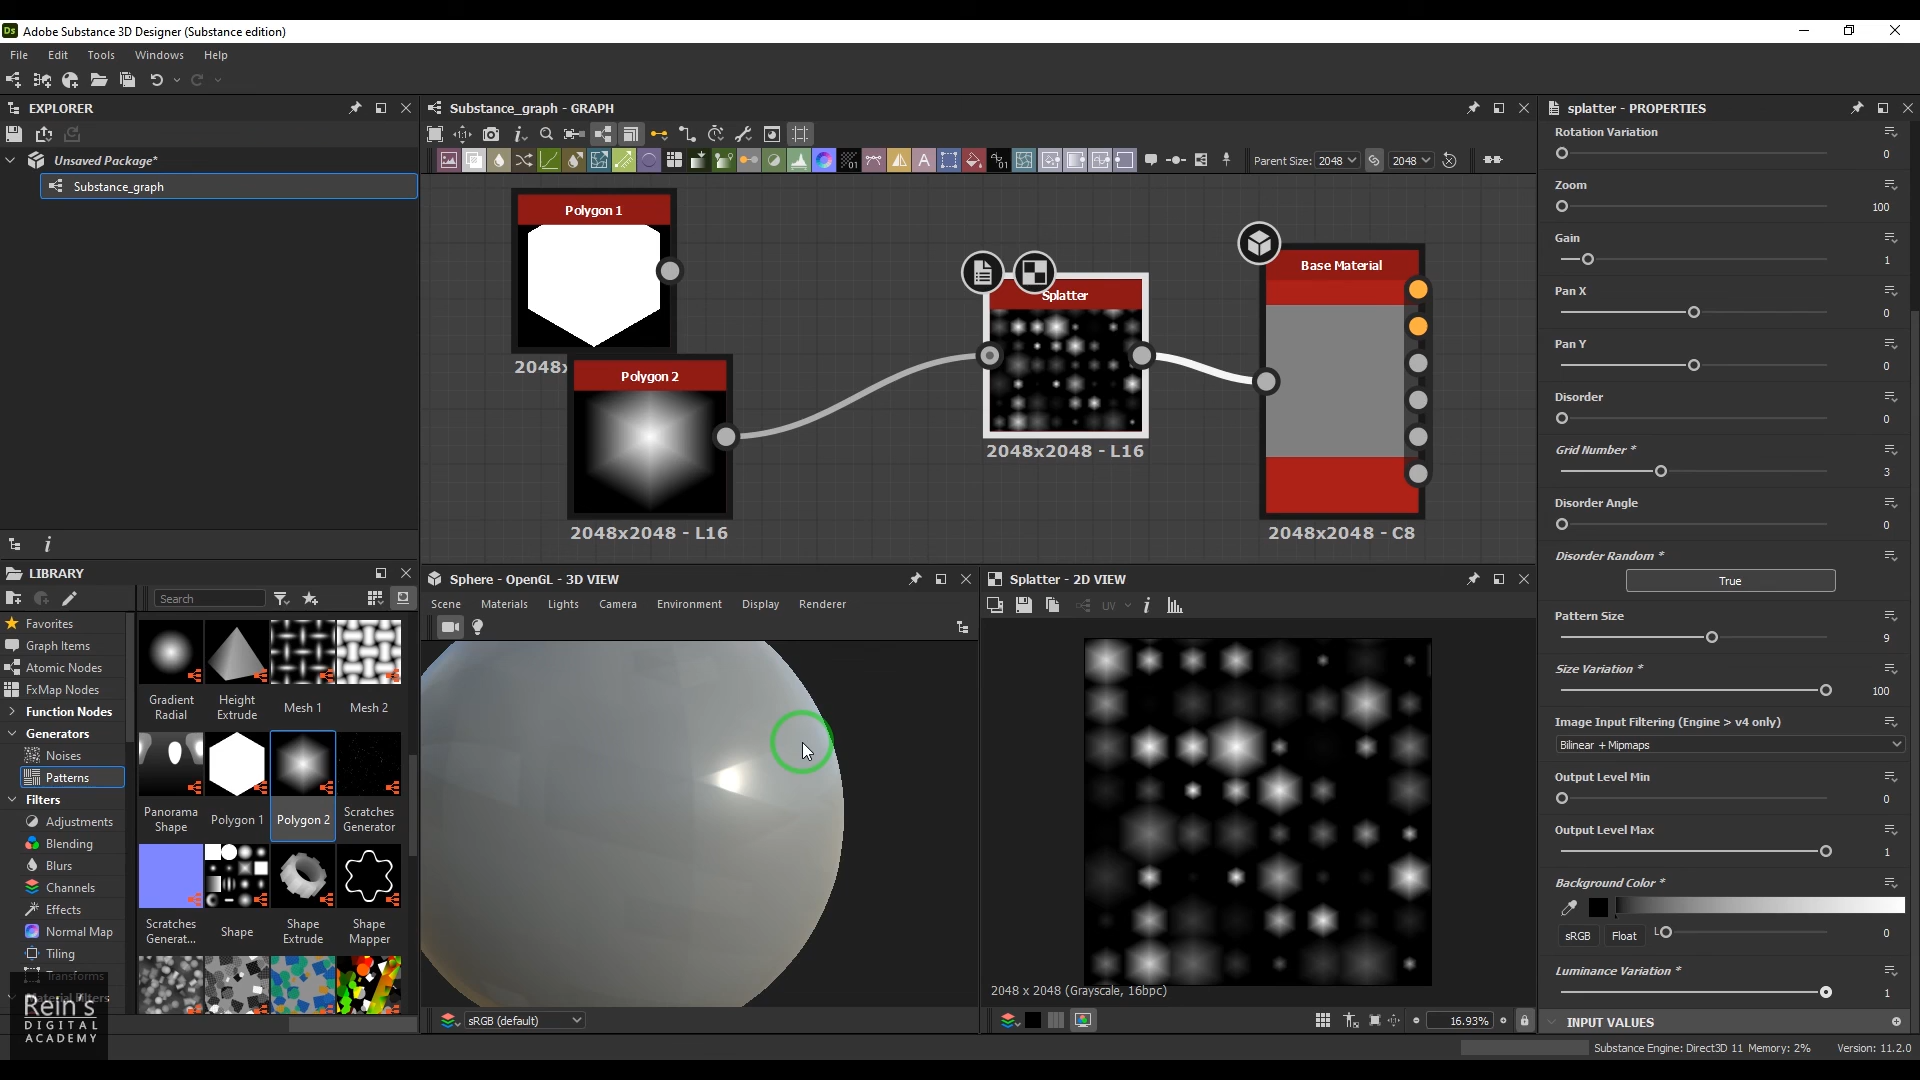 Adobe Substance 3D Designer (Substance edition)
File Edit Tools Windows Help
EXPLORER
Unsaved Package*
Substance_graph
Substance_graph - GRAPH
Parent Size: 2048 2048
Polygon 1
2048x
Polygon 2
2048x2048 - L16
Splatter
2048x2048 - L16
Base Material
2048x2048 - C8
LIBRARY
Search
Favorites
Graph Items
Atomic Nodes
FxMap Nodes
Function Nodes
Generators
Noises
Patterns
Filters
Adjustments
Blending
Blurs
Channels
Effects
Normal Map
Tiling
Transforms
Material Filters
Gradient Radial
Height Extrude
Mesh 1
Mesh 2
Panorama Shape
Polygon 1
Polygon 2
Scratches Generator
Scratches Generat...
Shape
Shape Extrude
Shape Mapper
Rein's
DIGITAL
ACADEMY
Sphere - OpenGL - 3D VIEW
Scene Materials Lights Camera Environment Display Renderer
sRGB (default)
Splatter - 2D VIEW
UV
2048 x 2048 (Grayscale, 16bpc)
16.93%
splatter - PROPERTIES
Rotation Variation
0
Zoom
100
Gain
1
Pan X
0
Pan Y
0
Disorder
0
Grid Number *
3
Disorder Angle
0
Disorder Random *
True
Pattern Size
9
Size Variation *
100
Image Input Filtering (Engine > v4 only)
Bilinear + Mipmaps
Output Level Min
0
Output Level Max
1
Background Color *
sRGB Float L 0
Luminance Variation *
1
INPUT VALUES
Substance Engine: Direct3D 11 Memory: 2% Version: 11.2.0